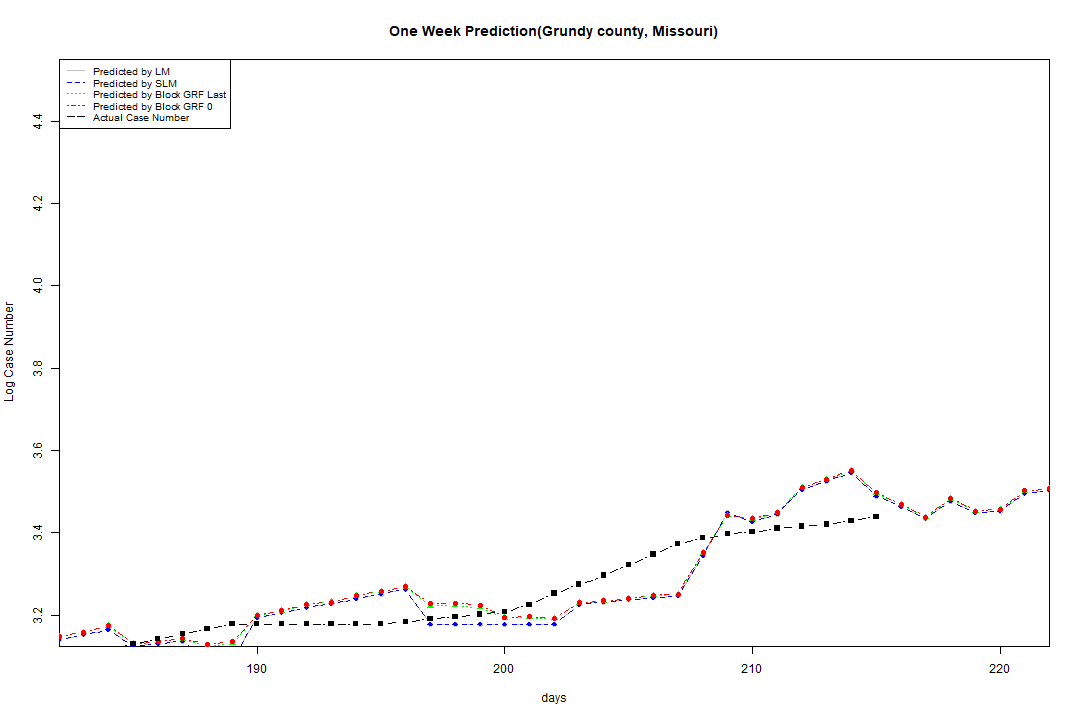 One Week Prediction(Grundy county, Missouri)
Predicted by LM
Predicted by SLM
Predicted by Block GRF Last
Predicted by Block GRF 0
Actual Case Number
4.4
4.2
4.0
3.8
3.6
3.4
3.2
Log Case Number
190 200 210 220
days